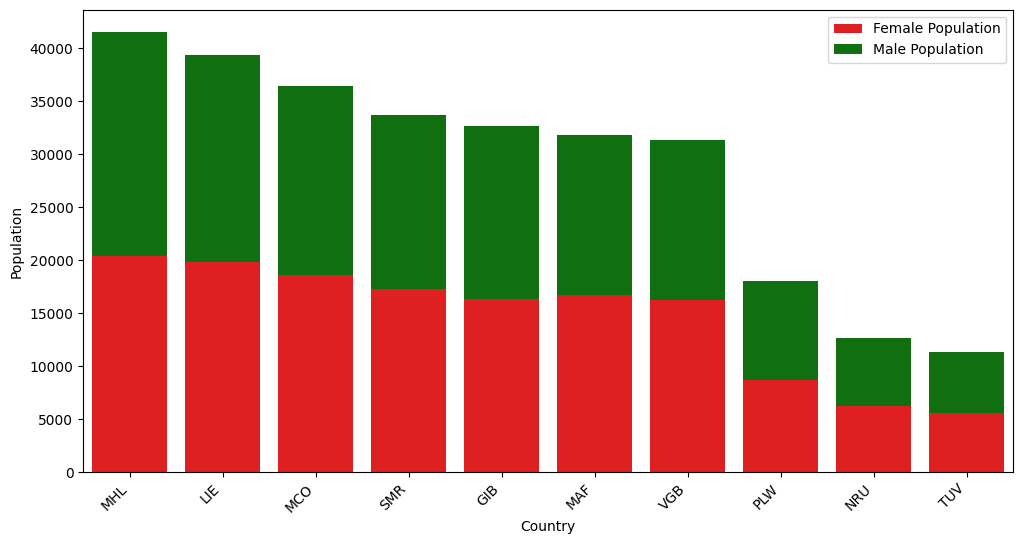 Female Population
Male Population
40000
35000
30000
25000
20000
15000
10000
5000
0
Population
MHL
LIE
MCO
SMR
GIB
MAF
VGB
PLW
NRU
TUV
Country